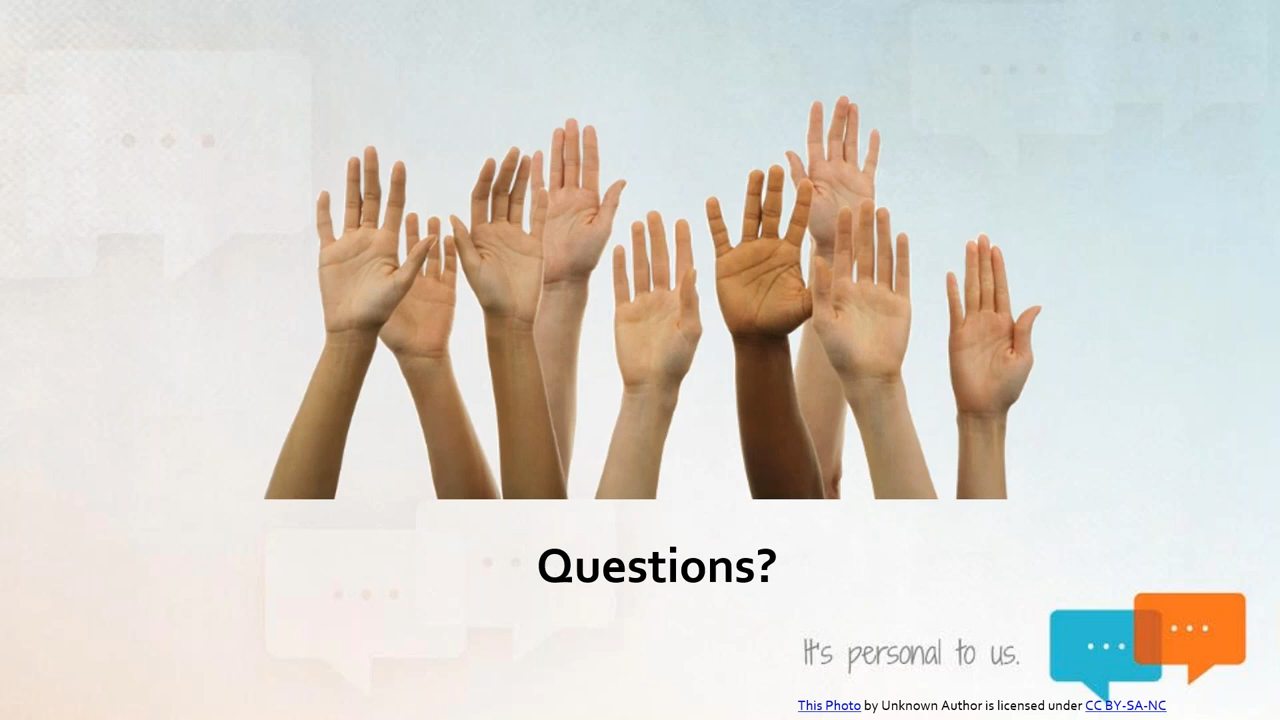 Questions?
It's personal to us.
This Photo by Unknown Author is licensed under CC BY-SA-NC